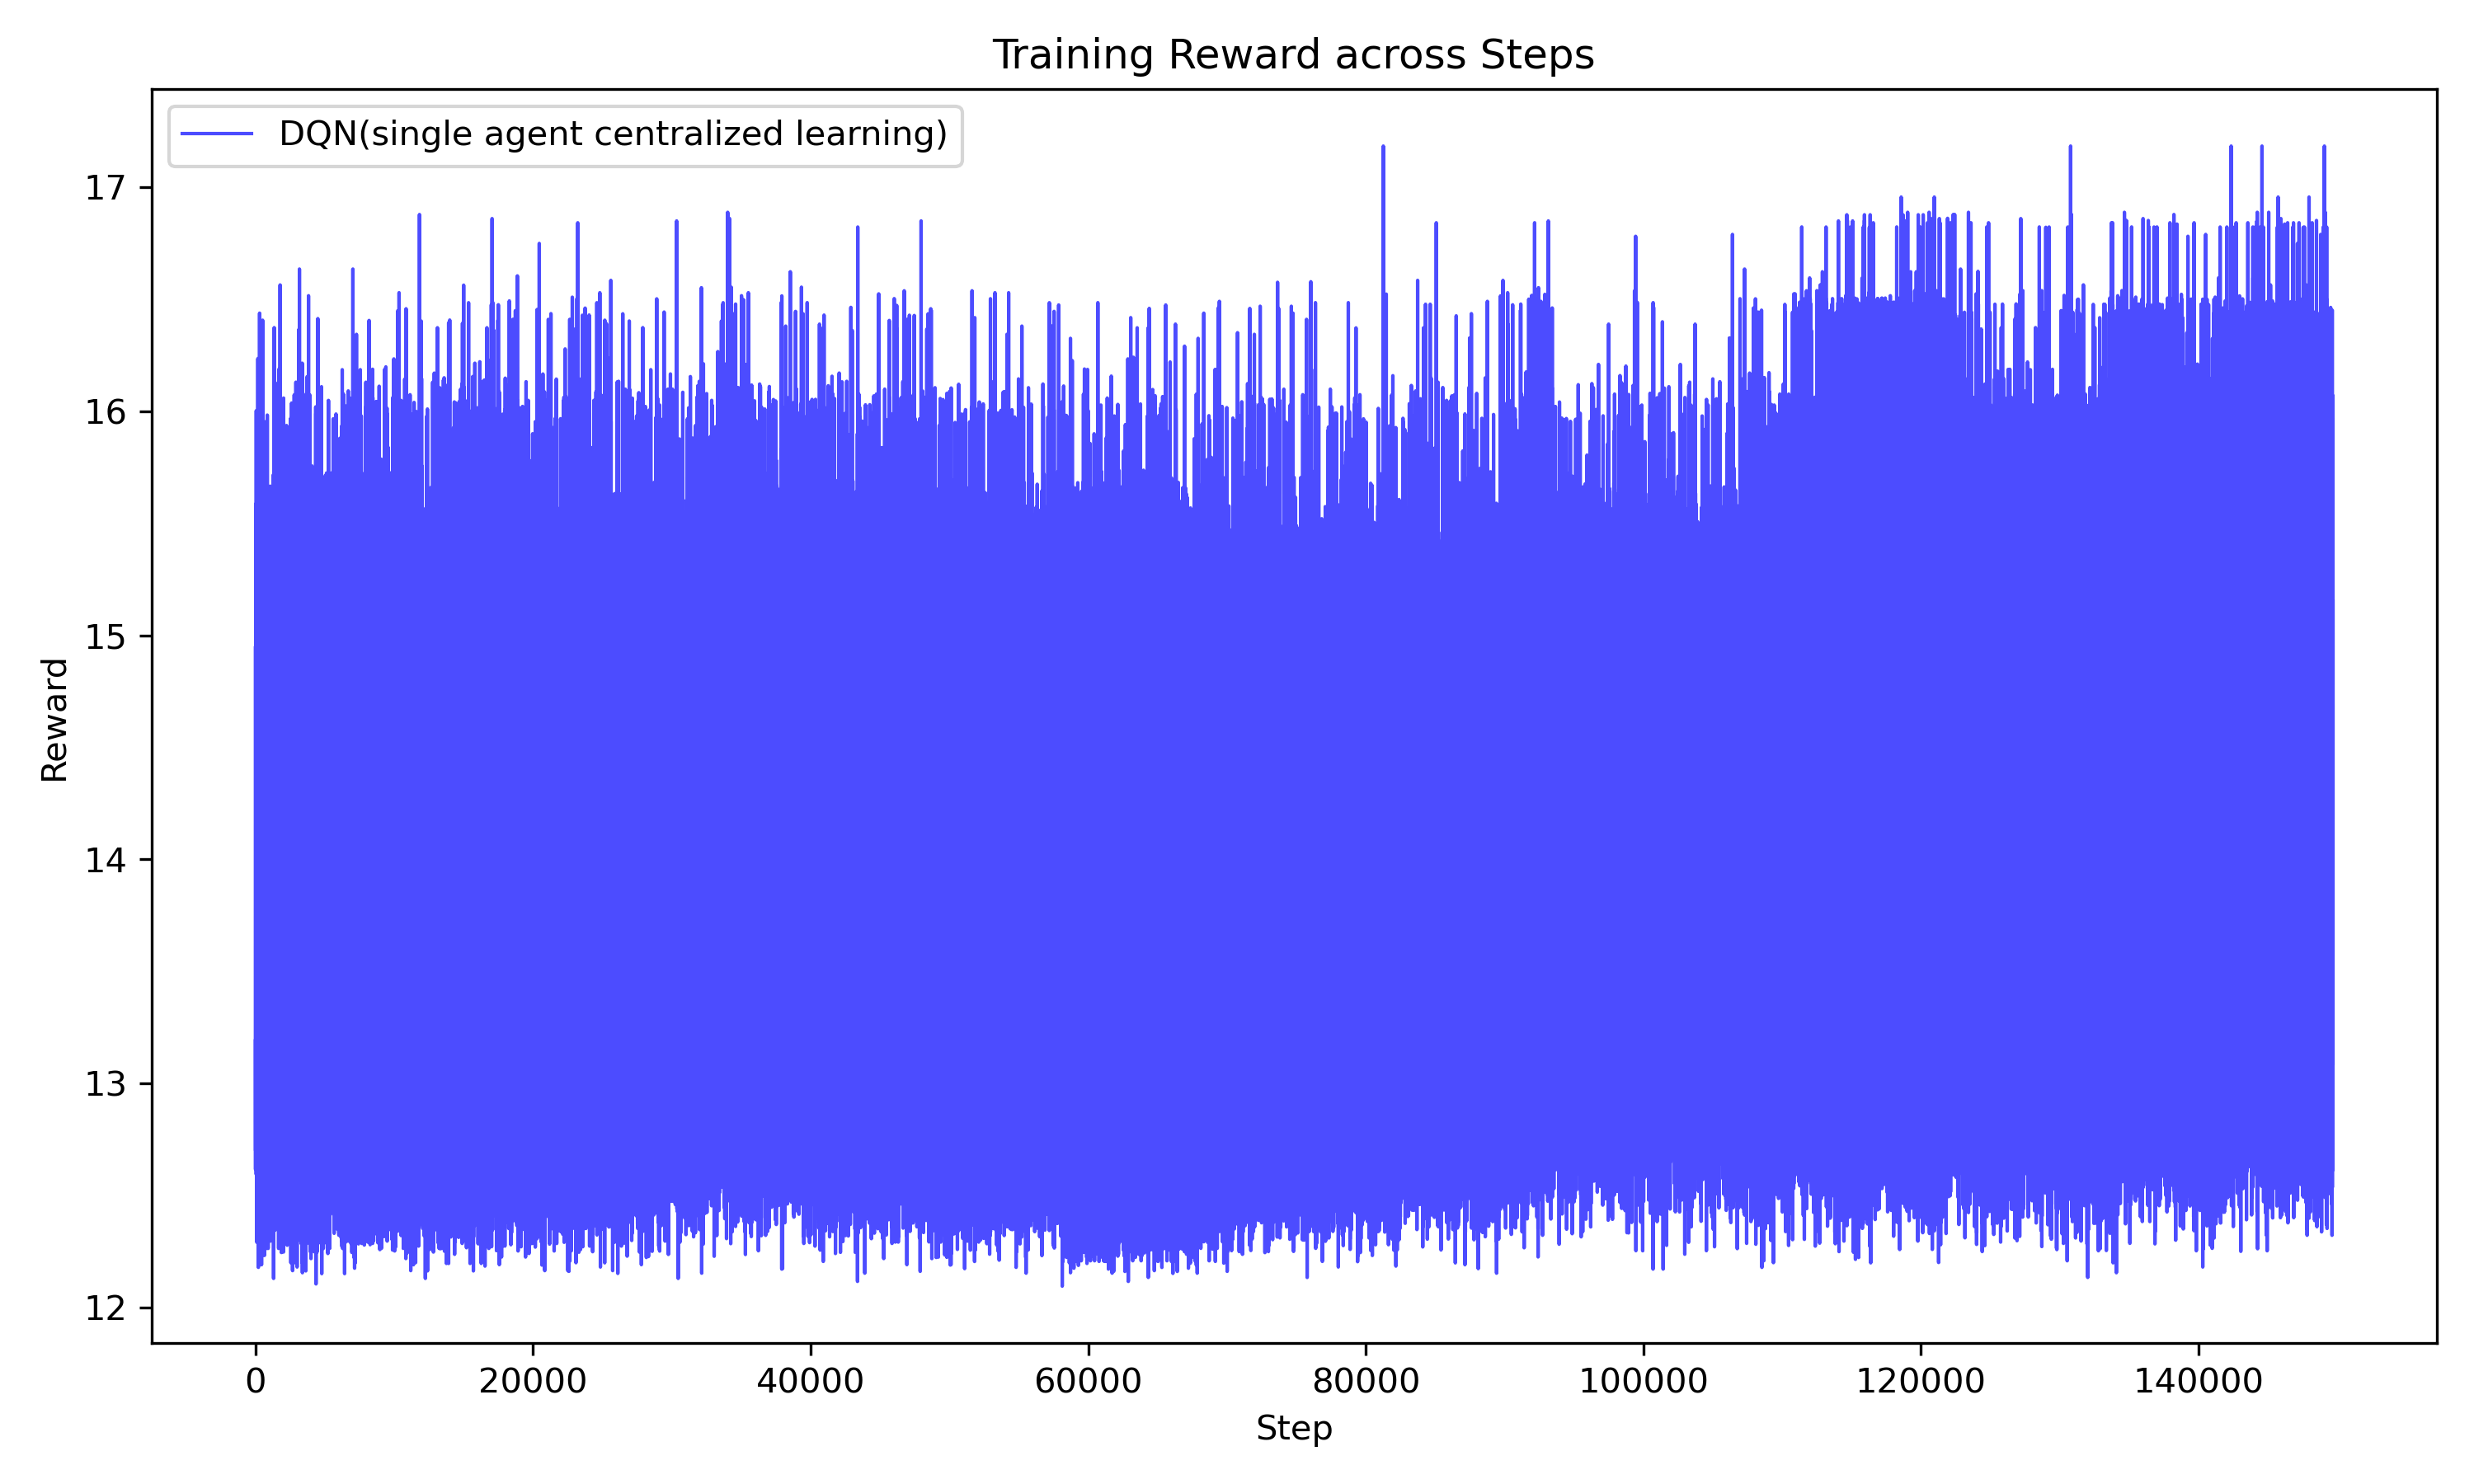 Training Reward across Steps
DQN(single agent centralized learning)
17
16
15
14
13
12
Reward
0 20000 40000 60000 80000 100000 120000 140000
Step